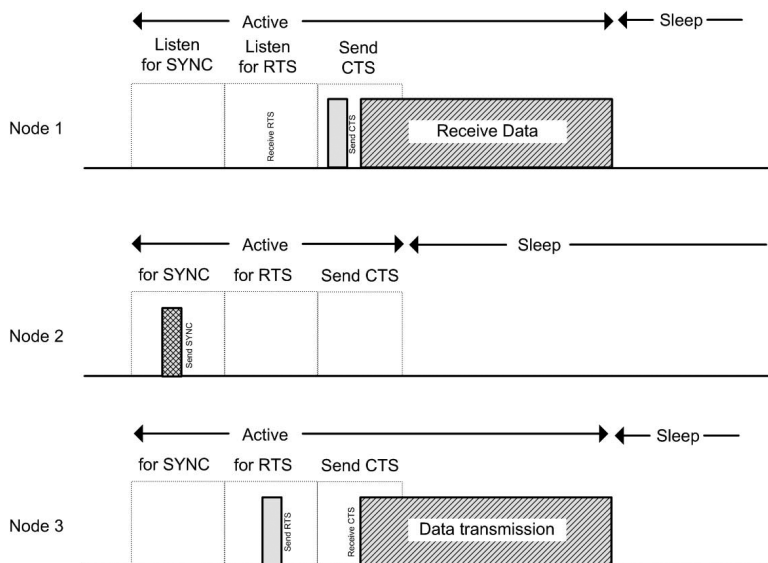 Active
Sleep
Listen for SYNC
Listen for RTS
Send CTS
Node 1
Receive RTS
Send CTS
Receive Data
Active
Sleep
for SYNC
for RTS
Send CTS
Node 2
Send SYNC
Active
Sleep
for SYNC
for RTS
Send CTS
Node 3
Send RTS
Receive CTS
Data transmission